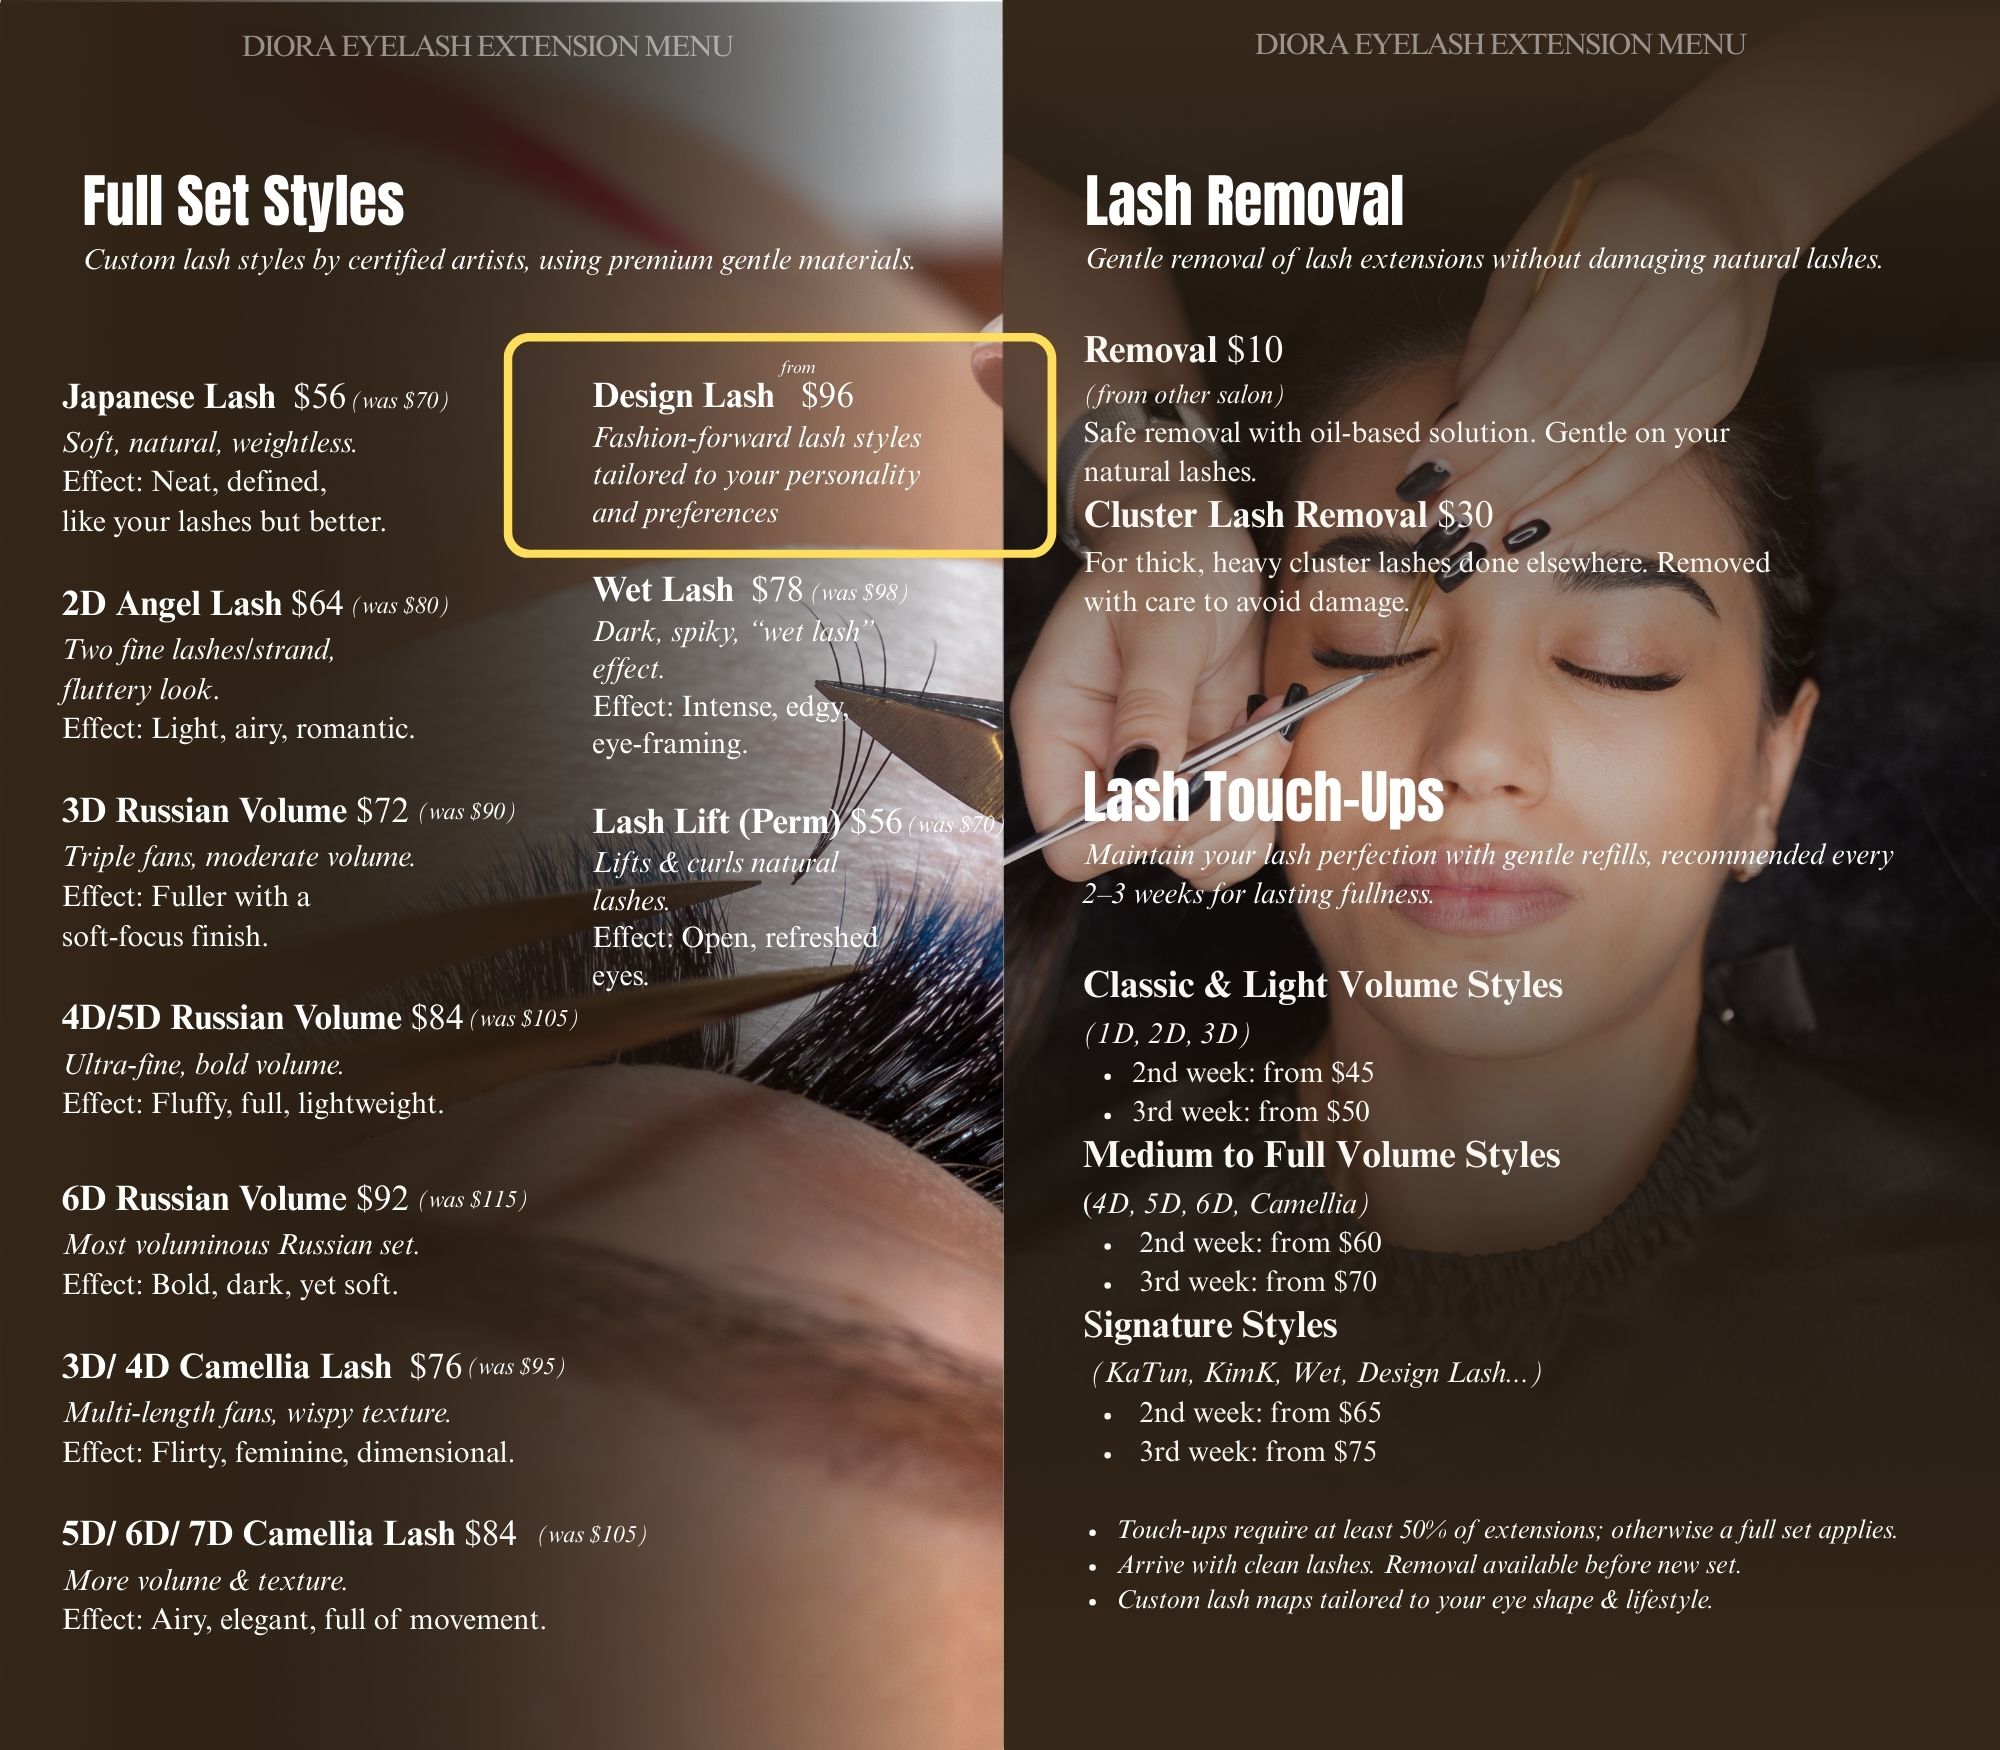 DIORA EYELASH EXTENSION MENU
Full Set Styles
Custom lash styles by certified artists, using premium gentle materials.
Japanese Lash $56 (was $70)
Soft, natural, weightless.
Effect: Neat, defined,
like your lashes but better.
2D Angel Lash $64 (was $80)
Two fine lashes/strand,
fluttery look.
Effect: Light, airy, romantic.
3D Russian Volume $72 (was $90)
Triple fans, moderate volume.
Effect: Fuller with a
soft-focus finish.
4D/5D Russian Volume $84 (was $105)
Ultra-fine, bold volume.
Effect: Fluffy, full, lightweight.
6D Russian Volume $92 (was $115)
Most voluminous Russian set.
Effect: Bold, dark, yet soft.
3D/ 4D Camellia Lash $76 (was $95)
Multi-length fans, wispy texture.
Effect: Flirty, feminine, dimensional.
5D/ 6D/ 7D Camellia Lash $84 (was $105)
More volume & texture.
Effect: Airy, elegant, full of movement.
from
Design Lash $96
Fashion-forward lash styles
tailored to your personality
and preferences
Wet Lash $78 (was $98)
Dark, spiky, “wet lash”
effect.
Effect: Intense, edgy,
eye-framing.
Lash Lift (Perm) $56 (was $70)
Lifts & curls natural
lashes.
Effect: Open, refreshed
eyes.
DIORA EYELASH EXTENSION MENU
Lash Removal
Gentle removal of lash extensions without damaging natural lashes.
Removal $10
(from other salon)
Safe removal with oil-based solution. Gentle on your
natural lashes.
Cluster Lash Removal $30
For thick, heavy cluster lashes done elsewhere. Removed
with care to avoid damage.
Lash Touch-Ups
Maintain your lash perfection with gentle refills, recommended every
2–3 weeks for lasting fullness.
Classic & Light Volume Styles
(1D, 2D, 3D)
• 2nd week: from $45
• 3rd week: from $50
Medium to Full Volume Styles
(4D, 5D, 6D, Camellia)
• 2nd week: from $60
• 3rd week: from $70
Signature Styles
(KaTun, KimK, Wet, Design Lash...)
• 2nd week: from $65
• 3rd week: from $75
• Touch-ups require at least 50% of extensions; otherwise a full set applies.
• Arrive with clean lashes. Removal available before new set.
• Custom lash maps tailored to your eye shape & lifestyle.